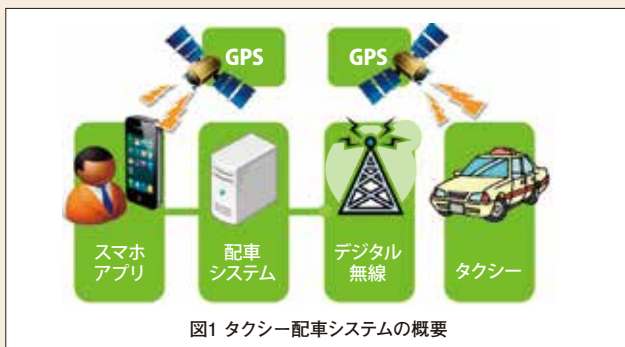 GPS
GPS
スマホ
アプリ
配車
システム
デジタル
無線
タクシー
図1 タクシー配車システムの概要